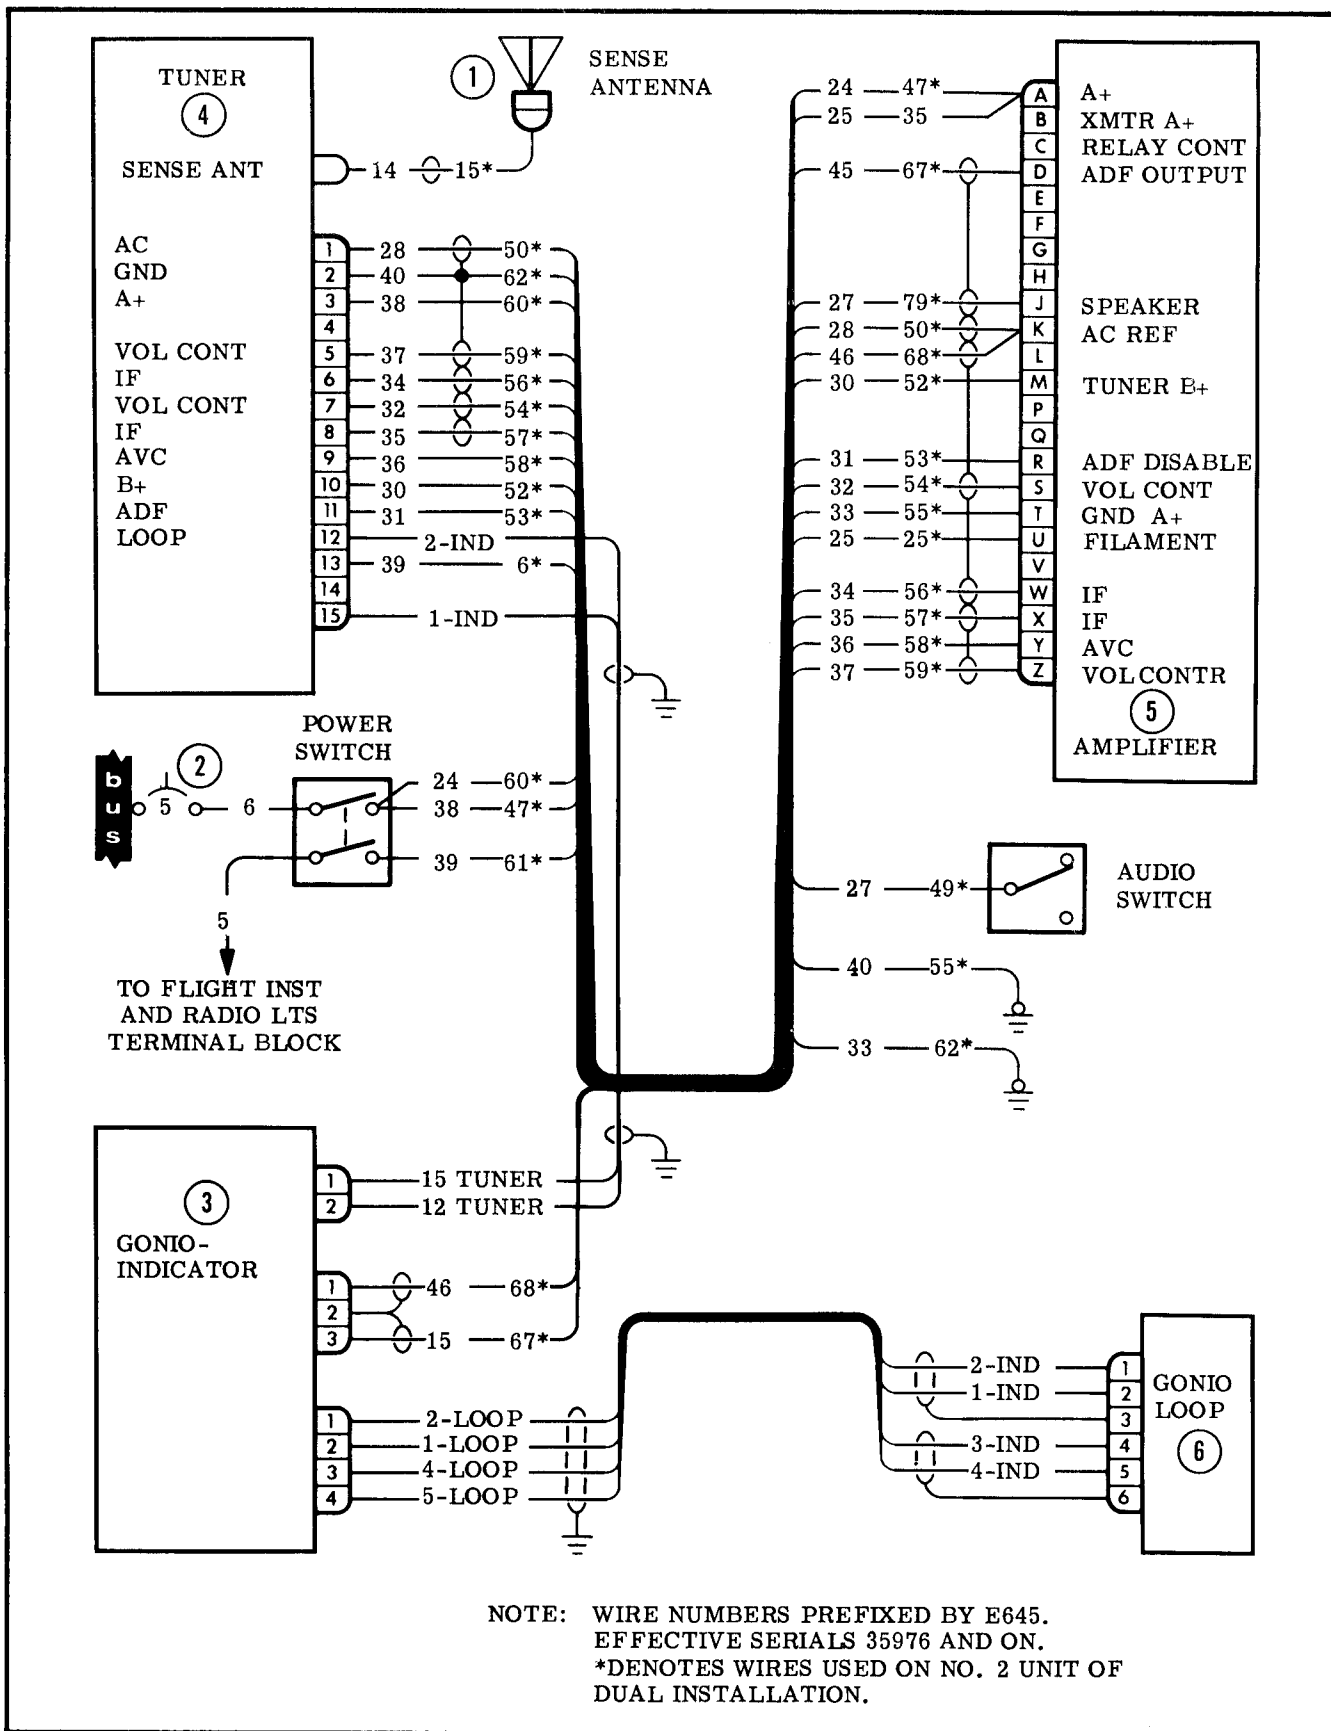 TUNER
4
SENSE ANT
14 15*
1
SENSE
ANTENNA
AC 1 28 50*
GND 2 40 62*
A+ 3 38 60*
4
VOL CONT 5 37 59*
IF 6 34 56*
VOL CONT 7 32 54*
IF 8 35 57*
AVC 9 36 58*
B+ 10 30 52*
ADF 11 31 53*
LOOP 12 2-IND
13 39 6*
14
15 1-IND
24 47* A A+
25 35 B XMTR A+
C RELAY CONT
45 67* D ADF OUTPUT
E
F
G
H
27 79* J SPEAKER
28 50* K AC REF
46 68* L
30 52* M TUNER B+
P
Q
31 53* R ADF DISABLE
32 54* S VOL CONT
33 55* T GND A+
25 25* U FILAMENT
V
34 56* W IF
35 57* X IF
36 58* Y AVC
37 59* Z VOL CONTR
5
AMPLIFIER
POWER
SWITCH
bus
2
5 6
24 60*
38 47*
39 61*
5
TO FLIGHT INST
AND RADIO LTS
TERMINAL BLOCK
27 49*
AUDIO
SWITCH
40 55*
33 62*
3
GONIO-
INDICATOR
1 15 TUNER
2 12 TUNER
1 46 68*
2
3 15 67*
1 2-LOOP
2 1-LOOP
3 4-LOOP
4 5-LOOP
2-IND 1
1-IND 2
3
3-IND 4
4-IND 5
6
GONIO
LOOP
6
NOTE: WIRE NUMBERS PREFIXED BY E645.
EFFECTIVE SERIALS 35976 AND ON.
*DENOTES WIRES USED ON NO. 2 UNIT OF
DUAL INSTALLATION.